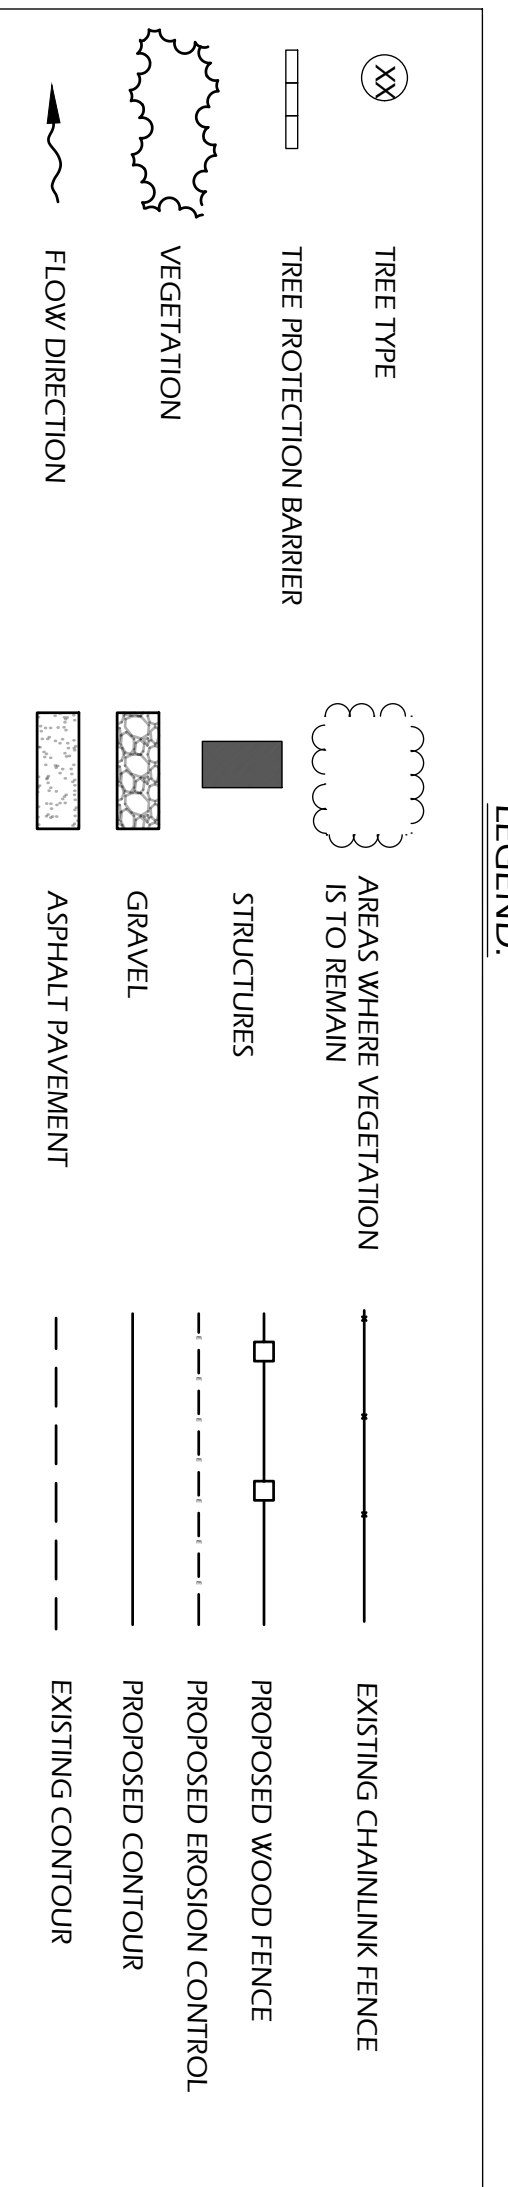 LEGEND:
XX
TREE TYPE
TREE PROTECTION BARRIER
VEGETATION
FLOW DIRECTION
AREAS WHERE VEGETATION
IS TO REMAIN
STRUCTURES
GRAVEL
ASPHALT PAVEMENT
EXISTING CHAINLINK FENCE
PROPOSED WOOD FENCE
PROPOSED EROSION CONTROL
PROPOSED CONTOUR
EXISTING CONTOUR